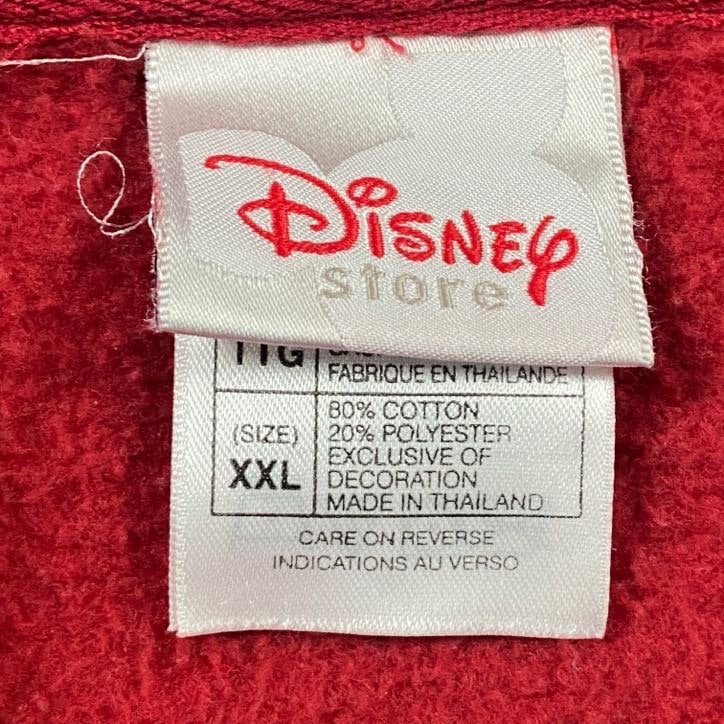 Disney
store
TTG
FABRIQUE EN THAILANDE
(SIZE)
XXL
80% COTTON
20% POLYESTER
EXCLUSIVE OF
DECORATION
MADE IN THAILAND
CARE ON REVERSE
INDICATIONS AU VERSO